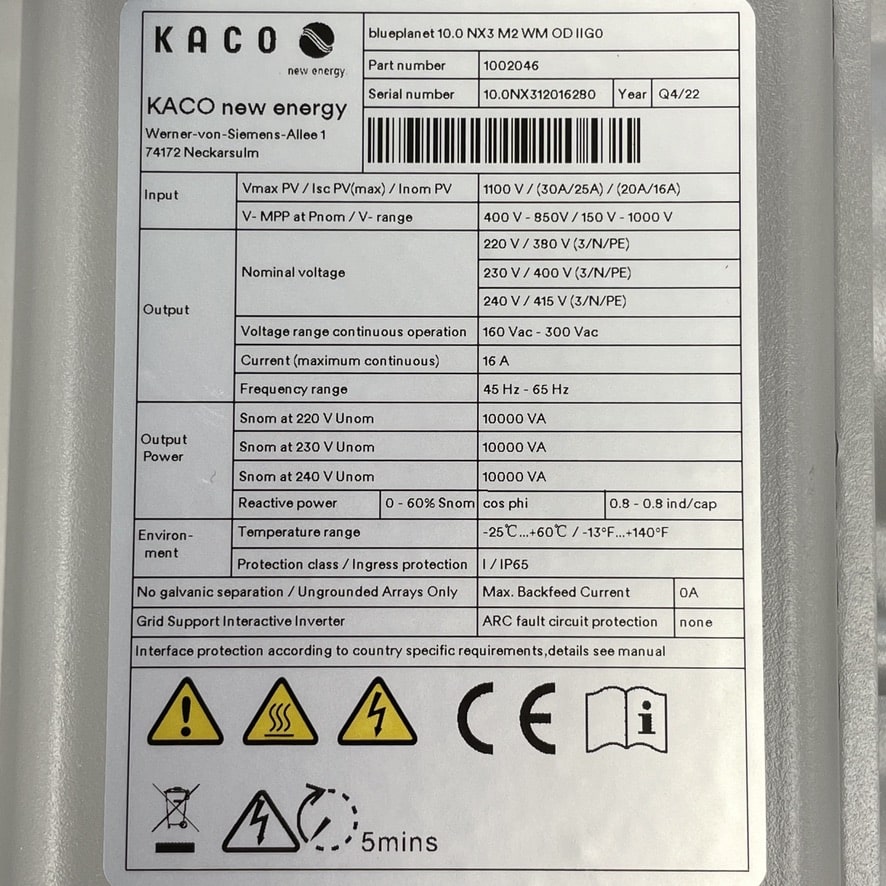 KACO
new energy.
KACO new energy
Werner-von-Siemens-Allee 1
74172 Neckarsulm
blueplanet 10.0 NX3 M2 WM OD IIG0
Part number 1002046
Serial number 10.0NX312016280 Year Q4/22
Input Vmax PV / Isc PV(max) / Inom PV 1100 V / (30A/25A) / (20A/16A)
V- MPP at Pnom / V- range 400 V - 850V / 150 V - 1000 V
Output Nominal voltage 220 V / 380 V (3/N/PE)
230 V / 400 V (3/N/PE)
240 V / 415 V (3/N/PE)
Voltage range continuous operation 160 Vac - 300 Vac
Current (maximum continuous) 16 A
Frequency range 45 Hz - 65 Hz
Output Power Snom at 220 V Unom 10000 VA
Snom at 230 V Unom 10000 VA
Snom at 240 V Unom 10000 VA
Reactive power 0 - 60% Snom cos phi 0.8 - 0.8 ind/cap
Environ-ment Temperature range -25℃...+60℃ / -13°F...+140°F
Protection class / Ingress protection I / IP65
No galvanic separation / Ungrounded Arrays Only Max. Backfeed Current 0A
Grid Support Interactive Inverter ARC fault circuit protection none
Interface protection according to country specific requirements,details see manual
CE i
5mins